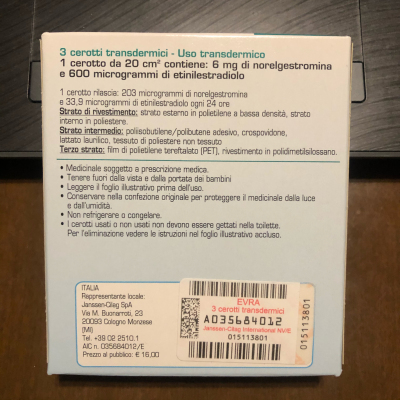 3 cerotti transdermici - Uso transdermico
1 cerotto da 20 cm² contiene: 6 mg di norelgestromina
e 600 microgrammi di etinilestradiolo
1 cerotto rilascia: 203 microgrammi di norelgestromina
e 33,9 microgrammi di etinilestradiolo ogni 24 ore
Strato di rivestimento: strato esterno in polietilene a bassa densità, strato
interno in poliestere.
Strato intermedio: poliisobutilene/polibutene adesivo, crospovidone,
lattato laurilico, tessuto di poliestere non tessuto
Terzo strato: film di polietilene tereftalato (PET), rivestimento in polidimetilsilossano.
• Medicinale soggetto a prescrizione medica.
• Tenere fuori dalla vista e dalla portata dei bambini
• Leggere il foglio illustrativo prima dell'uso.
• Conservare nella confezione originale per proteggere il medicinale dalla luce
e dall'umidità.
• Non refrigerare o congelare.
• I cerotti usati o non usati non devono essere gettati nella toilette.
Per l'eliminazione vedere le istruzioni nel foglio illustrativo accluso.
ITALIA
Rappresentante locale:
Janssen-Cilag SpA
Via M. Buonarroti, 23
20093 Cologno Monzese
(MI)
Tel. +39 02 2510.1
AIC n. 035684012/E
Prezzo al pubblico: € 16,00
EVRA
3 cerotti transdermici
A035684012
Janssen-Cilag International NV/E
015113801
015113801